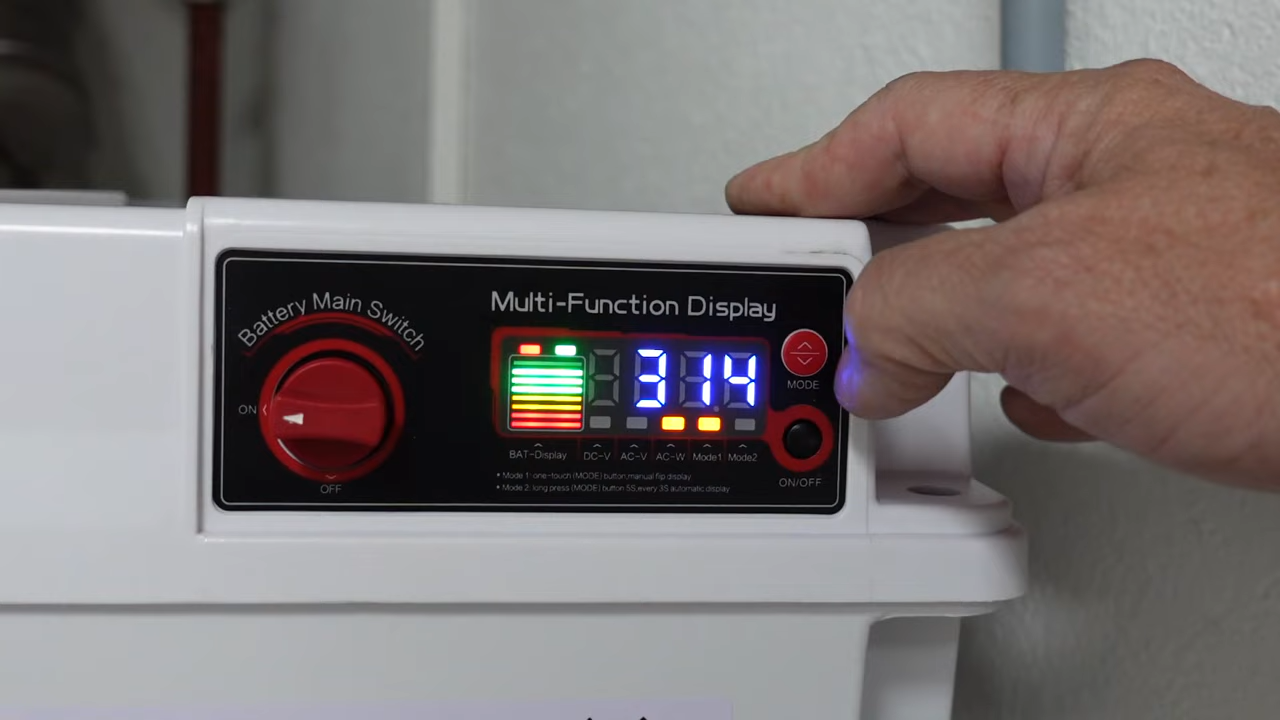 Battery Main Switch
ON
OFF
Multi-Function Display
314
MODE
BAT-Display DC-V AC-V AC-W Mode1 Mode2
• Mode 1: one-touch (MODE) button,manual flip display
• Mode 2: long press (MODE) button 5S,every 3S automatic display
ON/OFF